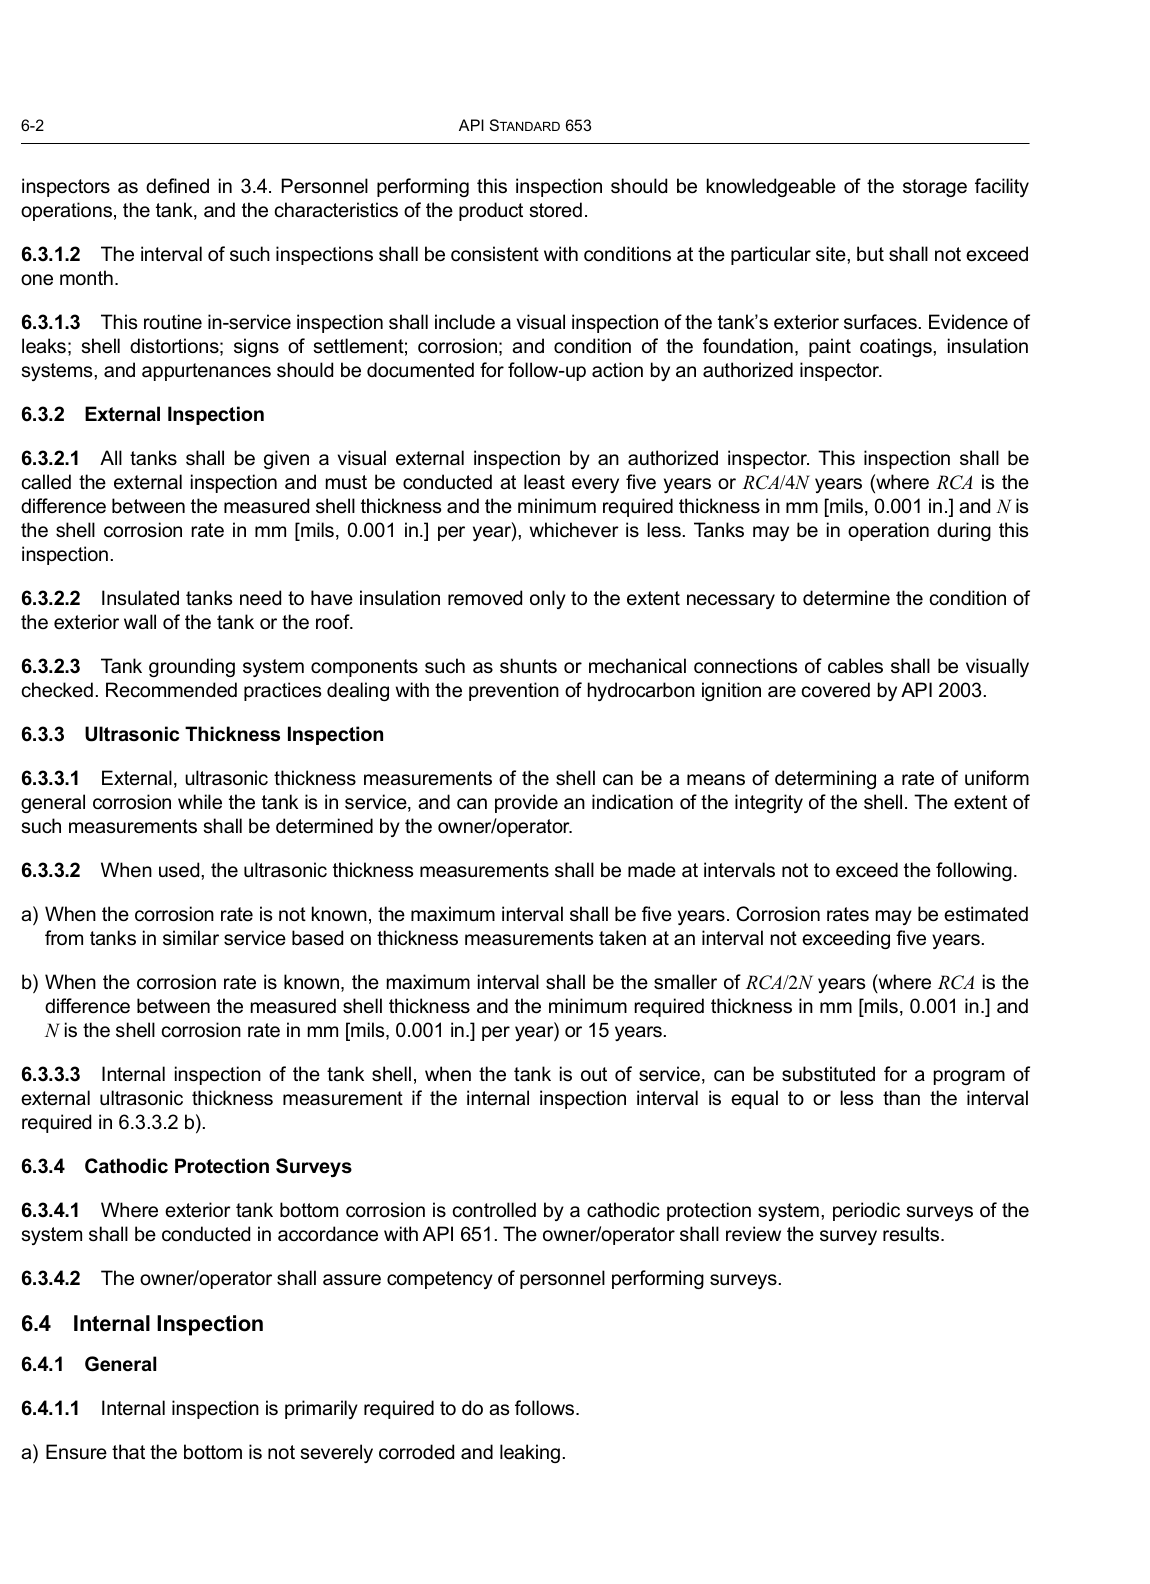 6-2 API STANDARD 653
inspectors as defined in 3.4. Personnel performing this inspection should be knowledgeable of the storage facility
operations, the tank, and the characteristics of the product stored.
6.3.1.2 The interval of such inspections shall be consistent with conditions at the particular site, but shall not exceed
one month.
6.3.1.3 This routine in-service inspection shall include a visual inspection of the tank’s exterior surfaces. Evidence of
leaks; shell distortions; signs of settlement; corrosion; and condition of the foundation, paint coatings, insulation
systems, and appurtenances should be documented for follow-up action by an authorized inspector.
6.3.2 External Inspection
6.3.2.1 All tanks shall be given a visual external inspection by an authorized inspector. This inspection shall be
called the external inspection and must be conducted at least every five years or RCA/4N years (where RCA is the
difference between the measured shell thickness and the minimum required thickness in mm [mils, 0.001 in.] and N is
the shell corrosion rate in mm [mils, 0.001 in.] per year), whichever is less. Tanks may be in operation during this
inspection.
6.3.2.2 Insulated tanks need to have insulation removed only to the extent necessary to determine the condition of
the exterior wall of the tank or the roof.
6.3.2.3 Tank grounding system components such as shunts or mechanical connections of cables shall be visually
checked. Recommended practices dealing with the prevention of hydrocarbon ignition are covered by API 2003.
6.3.3 Ultrasonic Thickness Inspection
6.3.3.1 External, ultrasonic thickness measurements of the shell can be a means of determining a rate of uniform
general corrosion while the tank is in service, and can provide an indication of the integrity of the shell. The extent of
such measurements shall be determined by the owner/operator.
6.3.3.2 When used, the ultrasonic thickness measurements shall be made at intervals not to exceed the following.
a) When the corrosion rate is not known, the maximum interval shall be five years. Corrosion rates may be estimated
from tanks in similar service based on thickness measurements taken at an interval not exceeding five years.
b) When the corrosion rate is known, the maximum interval shall be the smaller of RCA/2N years (where RCA is the
difference between the measured shell thickness and the minimum required thickness in mm [mils, 0.001 in.] and
N is the shell corrosion rate in mm [mils, 0.001 in.] per year) or 15 years.
6.3.3.3 Internal inspection of the tank shell, when the tank is out of service, can be substituted for a program of
external ultrasonic thickness measurement if the internal inspection interval is equal to or less than the interval
required in 6.3.3.2 b).
6.3.4 Cathodic Protection Surveys
6.3.4.1 Where exterior tank bottom corrosion is controlled by a cathodic protection system, periodic surveys of the
system shall be conducted in accordance with API 651. The owner/operator shall review the survey results.
6.3.4.2 The owner/operator shall assure competency of personnel performing surveys.
6.4 Internal Inspection
6.4.1 General
6.4.1.1 Internal inspection is primarily required to do as follows.
a) Ensure that the bottom is not severely corroded and leaking.